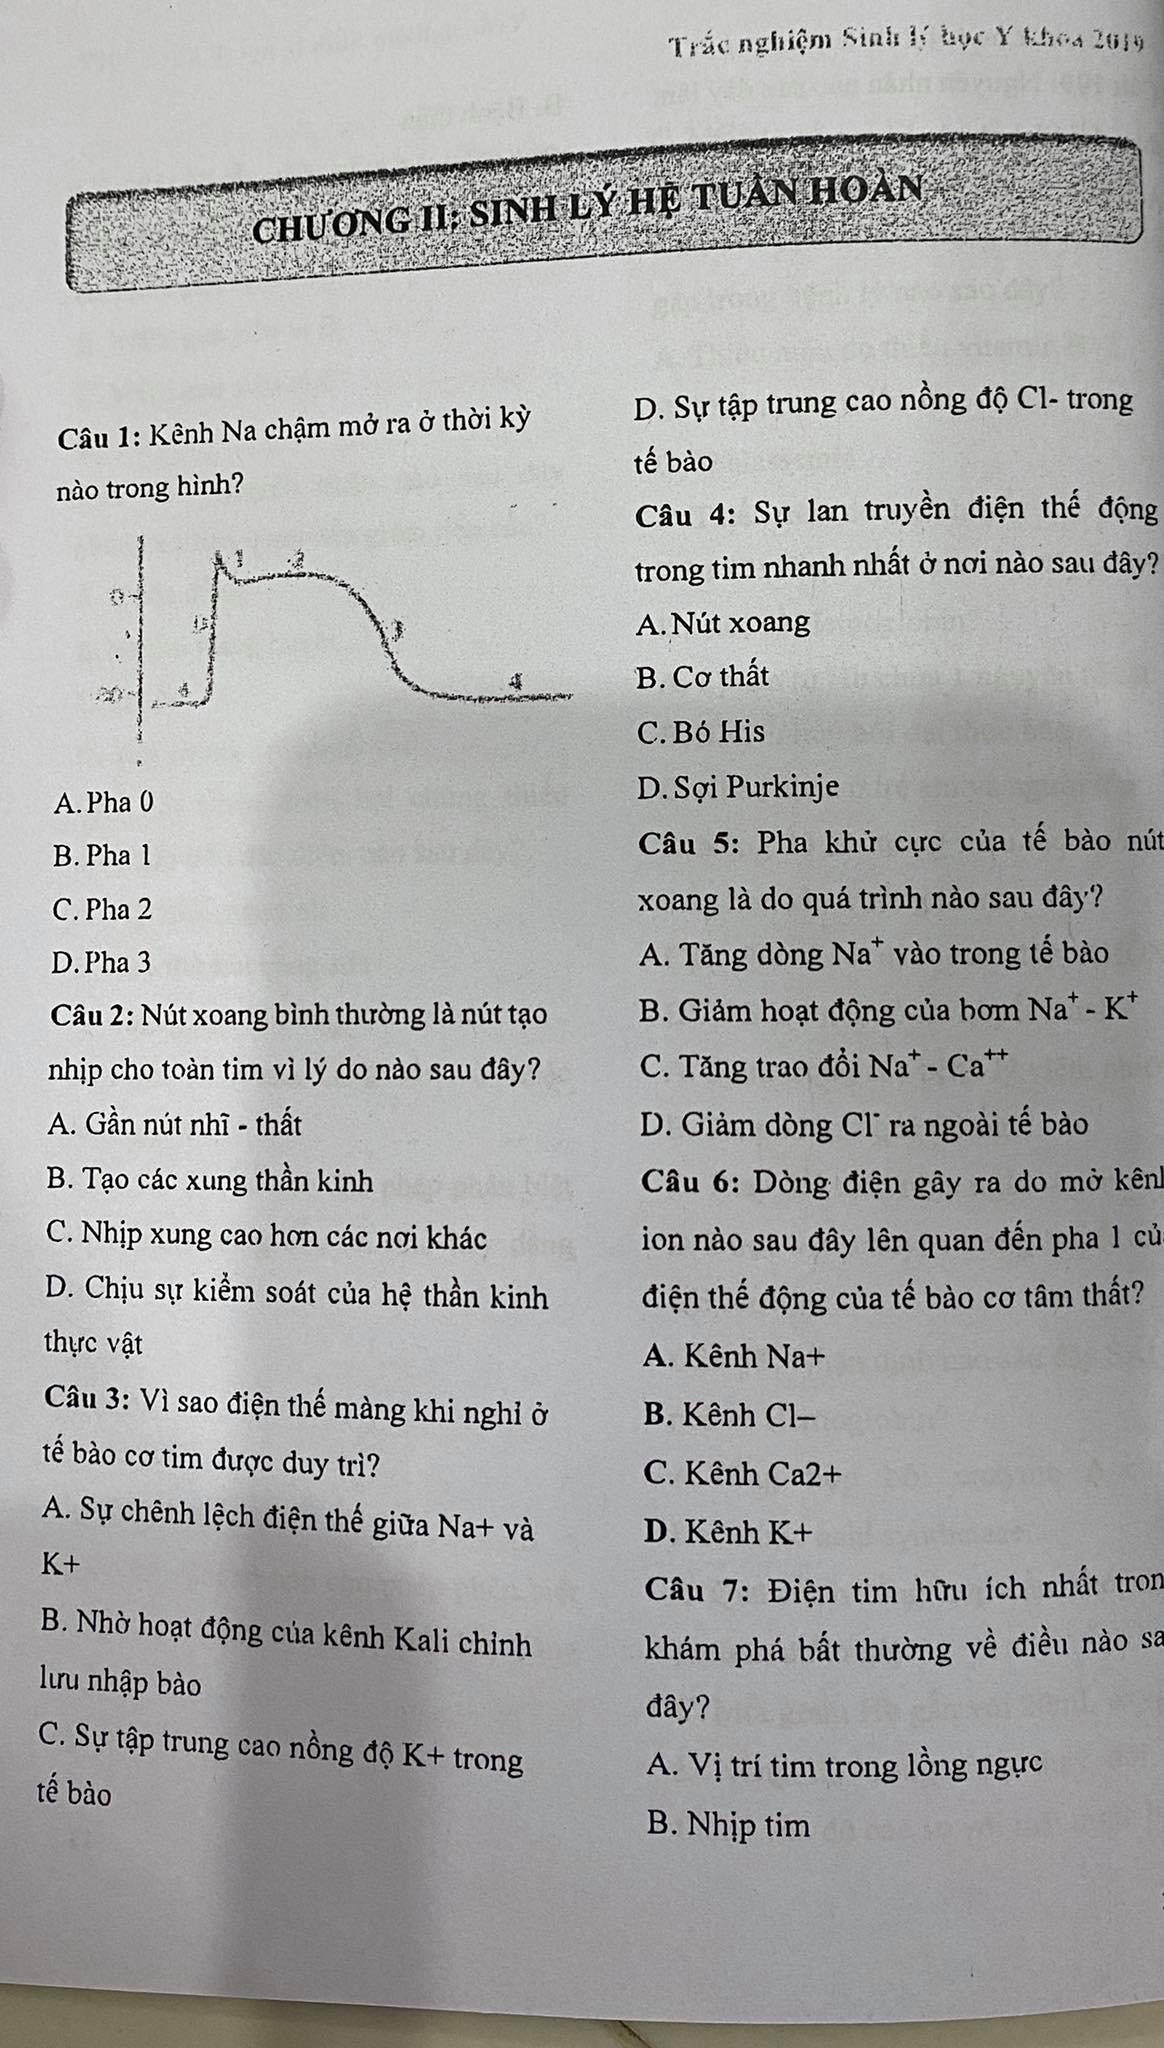 Trắc nghiệm Sinh lý học Y khoa 2019
CHƯƠNG II: SINH LÝ HỆ TUẦN HOÀN
Câu 1: Kênh Na chậm mở ra ở thời kỳ
nào trong hình?
0
1
2
3
4
4
A. Pha 0
B. Pha 1
C. Pha 2
D. Pha 3
Câu 2: Nút xoang bình thường là nút tạo
nhịp cho toàn tim vì lý do nào sau đây?
A. Gần nút nhĩ - thất
B. Tạo các xung thần kinh
C. Nhịp xung cao hơn các nơi khác
D. Chịu sự kiểm soát của hệ thần kinh
thực vật
Câu 3: Vì sao điện thế màng khi nghỉ ở
tế bào cơ tim được duy trì?
A. Sự chênh lệch điện thế giữa Na+ và
K+
B. Nhờ hoạt động của kênh Kali chỉnh
lưu nhập bào
C. Sự tập trung cao nồng độ K+ trong
tế bào
D. Sự tập trung cao nồng độ Cl- trong
tế bào
Câu 4: Sự lan truyền điện thế động
trong tim nhanh nhất ở nơi nào sau đây?
A. Nút xoang
B. Cơ thất
C. Bó His
D. Sợi Purkinje
Câu 5: Pha khử cực của tế bào nút
xoang là do quá trình nào sau đây?
A. Tăng dòng Na⁺ vào trong tế bào
B. Giảm hoạt động của bơm Na⁺ - K⁺
C. Tăng trao đổi Na⁺ - Ca⁺⁺
D. Giảm dòng Cl⁻ ra ngoài tế bào
Câu 6: Dòng điện gây ra do mở kênh
ion nào sau đây lên quan đến pha 1 củ
điện thế động của tế bào cơ tâm thất?
A. Kênh Na+
B. Kênh Cl–
C. Kênh Ca2+
D. Kênh K+
Câu 7: Điện tim hữu ích nhất tron
khám phá bất thường về điều nào sa
đây?
A. Vị trí tim trong lồng ngực
B. Nhịp tim